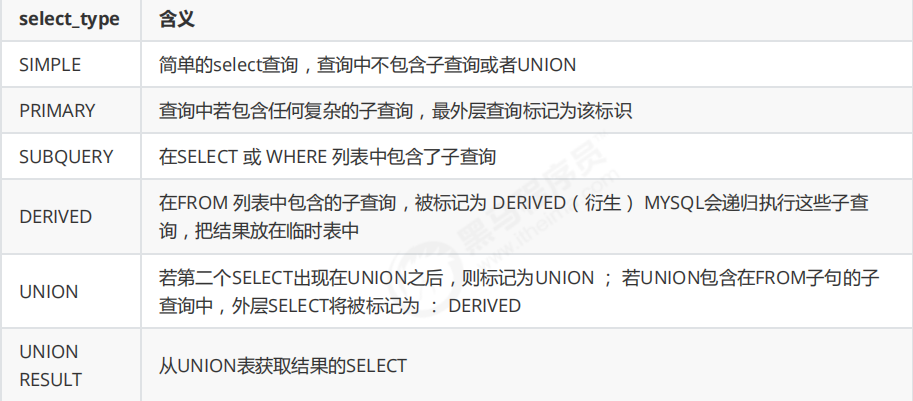 select_type 含义
SIMPLE 简单的select查询，查询中不包含子查询或者UNION
PRIMARY 查询中若包含任何复杂的子查询，最外层查询标记为该标识
SUBQUERY 在SELECT 或 WHERE 列表中包含了子查询
DERIVED 在FROM 列表中包含的子查询，被标记为 DERIVED（衍生） MYSQL会递归执行这些子查
询，把结果放在临时表中
UNION 若第二个SELECT出现在UNION之后，则标记为UNION ； 若UNION包含在FROM子句的子
查询中，外层SELECT将被标记为 ： DERIVED
UNION
RESULT 从UNION表获取结果的SELECT
黑马程序员